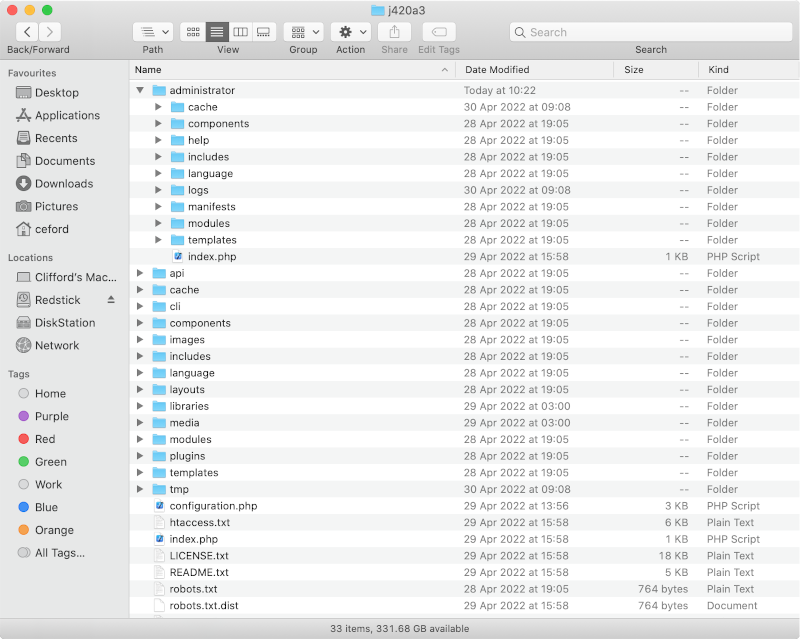 j420a3
Search
Back/Forward Path View Group Action Share Edit Tags Search
Favourites
Desktop
Applications
Recents
Documents
Downloads
Pictures
ceford
Locations
Clifford's Mac...
Redstick
DiskStation
Network
Tags
Home
Purple
Red
Green
Work
Blue
Orange
All Tags...
Name Date Modified Size Kind
administrator Today at 10:22 -- Folder
cache 30 Apr 2022 at 09:08 -- Folder
components 28 Apr 2022 at 19:05 -- Folder
help 28 Apr 2022 at 19:05 -- Folder
includes 28 Apr 2022 at 19:05 -- Folder
language 28 Apr 2022 at 19:05 -- Folder
logs 30 Apr 2022 at 09:08 -- Folder
manifests 28 Apr 2022 at 19:05 -- Folder
modules 28 Apr 2022 at 19:05 -- Folder
templates 28 Apr 2022 at 19:05 -- Folder
index.php 29 Apr 2022 at 15:58 1 KB PHP Script
api 28 Apr 2022 at 19:05 -- Folder
cache 28 Apr 2022 at 19:05 -- Folder
cli 28 Apr 2022 at 19:05 -- Folder
components 28 Apr 2022 at 19:05 -- Folder
images 28 Apr 2022 at 19:05 -- Folder
includes 28 Apr 2022 at 19:05 -- Folder
language 28 Apr 2022 at 19:05 -- Folder
layouts 28 Apr 2022 at 19:05 -- Folder
libraries 29 Apr 2022 at 03:00 -- Folder
media 29 Apr 2022 at 03:00 -- Folder
modules 28 Apr 2022 at 19:05 -- Folder
plugins 28 Apr 2022 at 19:05 -- Folder
templates 28 Apr 2022 at 19:05 -- Folder
tmp 30 Apr 2022 at 09:08 -- Folder
configuration.php 29 Apr 2022 at 13:56 3 KB PHP Script
htaccess.txt 29 Apr 2022 at 15:58 6 KB Plain Text
index.php 29 Apr 2022 at 15:58 1 KB PHP Script
LICENSE.txt 29 Apr 2022 at 15:58 18 KB Plain Text
README.txt 29 Apr 2022 at 15:58 5 KB Plain Text
robots.txt 28 Apr 2022 at 19:05 764 bytes Plain Text
robots.txt.dist 29 Apr 2022 at 15:58 764 bytes Document
33 items, 331.68 GB available